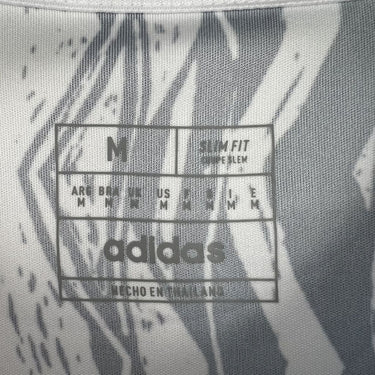 M
SLIM FIT
COUPE SLIM
ARG BRA UK US F D I E
M M M M M M M M
adidas
HECHO EN THAILAND